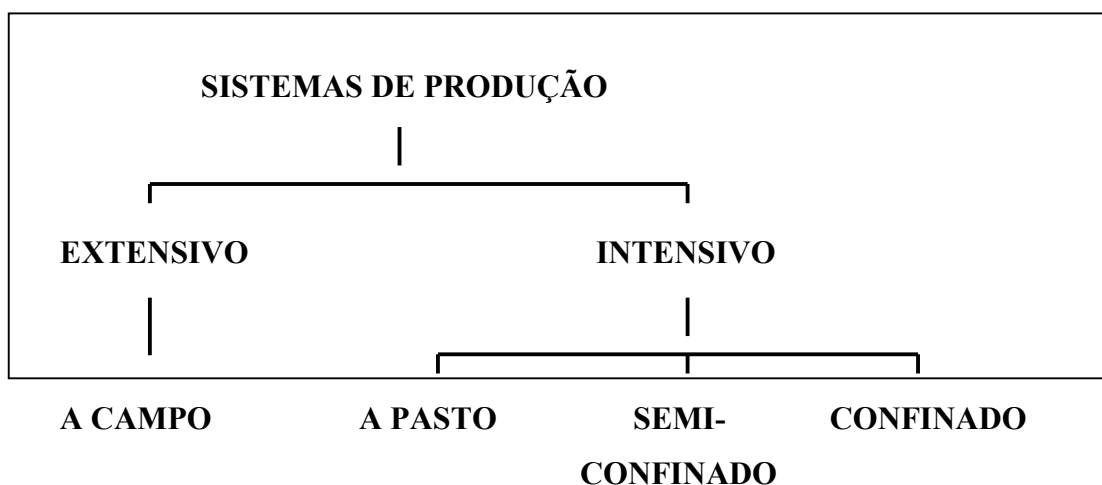 SISTEMAS DE PRODUÇÃO
EXTENSIVO INTENSIVO
A CAMPO A PASTO SEMI- CONFINADO
CONFINADO